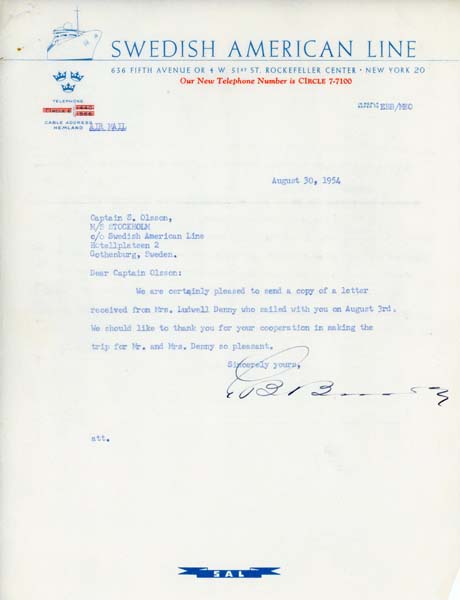 SWEDISH AMERICAN LINE
636 FIFTH AVENUE OR 4 W. 51ST ST. ROCKEFELLER CENTER · NEW YORK 20
Our New Telephone Number is CIRCLE 7-7100
TELEPHONE
CABLE ADDRESS
HEMLAND
AIR MAIL
EBB/MBO
August 30, 1954
Captain S. Olsson,
M/S STOCKHOLM
c/o Swedish American Line
Hotellplatsen 2
Gothenburg, Sweden.
Dear Captain Olsson:
We are certainly pleased to send a copy of a letter
received from Mrs. Ludwell Denny who sailed with you on August 3rd.
We should like to thank you for your cooperation in making the
trip for Mr. and Mrs. Denny so pleasant.
Sincerely yours,
att.
SAL